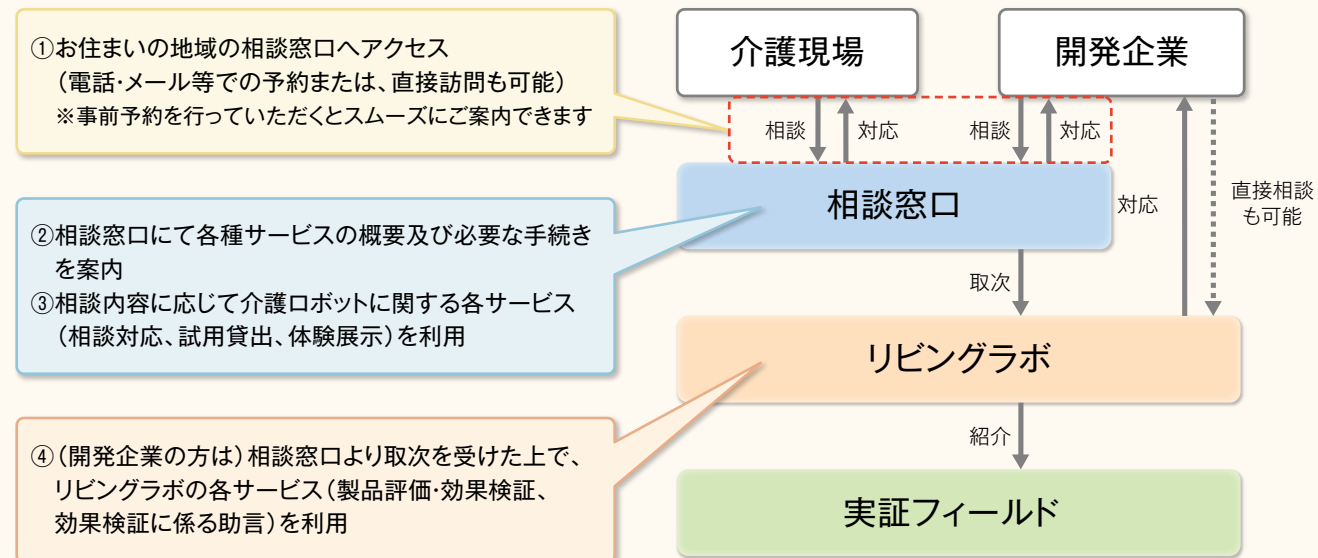 ①お住まいの地域の相談窓口へアクセス
（電話・メール等での予約または、直接訪問も可能）
※事前予約を行っていただくとスムーズにご案内できます
介護現場
開発企業
相談
対応
相談
対応
②相談窓口にて各種サービスの概要及び必要な手続き
を案内
③相談内容に応じて介護ロボットに関する各サービス
（相談対応、試用貸出、体験展示）を利用
相談窓口
対応
直接相談
も可能
取次
リビングラボ
④（開発企業の方は）相談窓口より取次を受けた上で、
リビングラボの各サービス（製品評価・効果検証、
効果検証に係る助言）を利用
紹介
実証フィールド